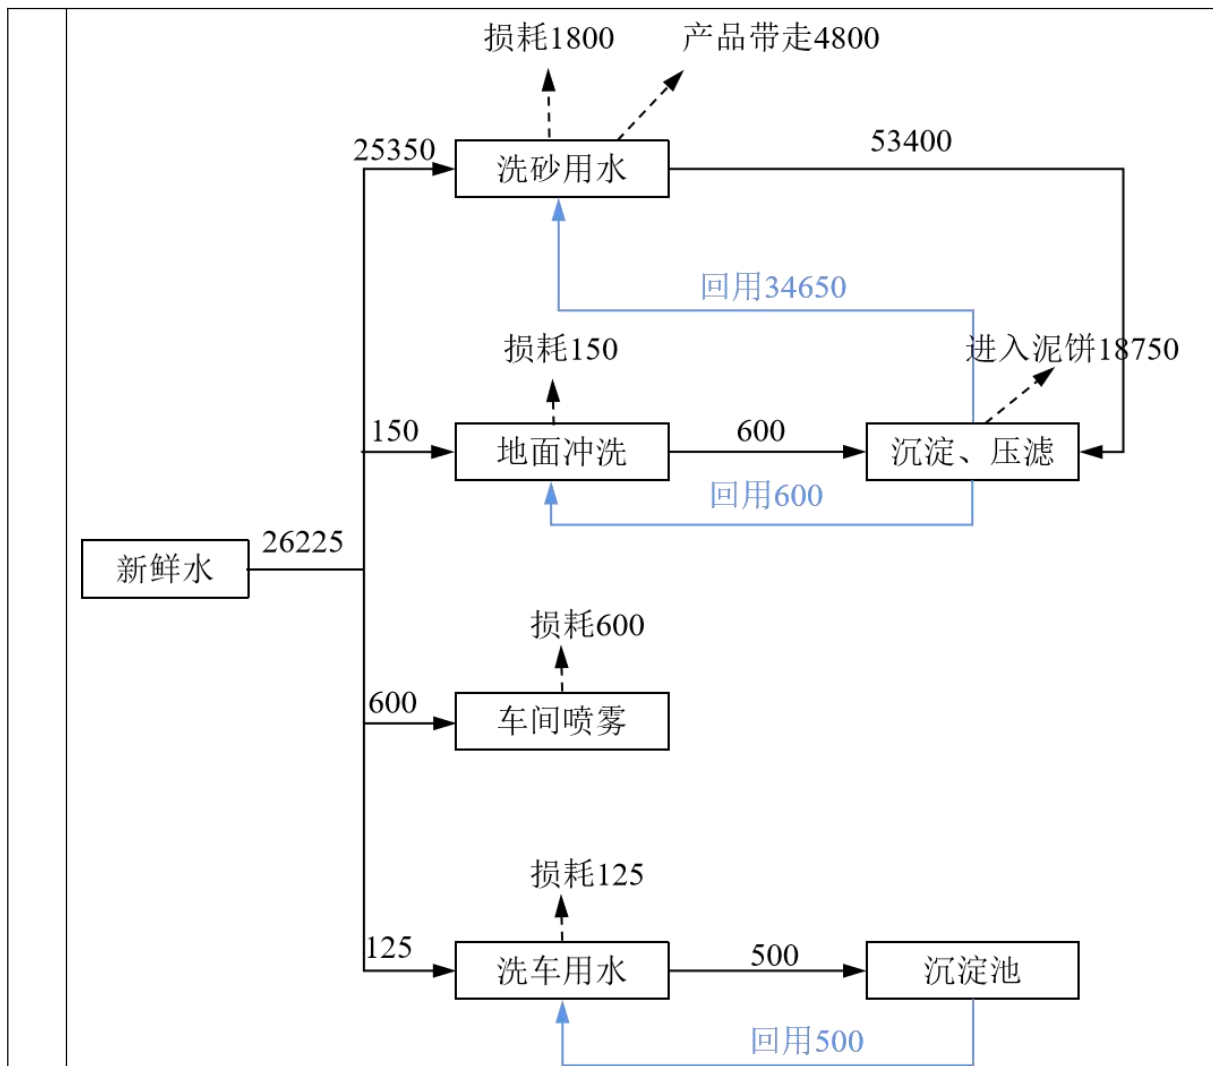 损耗1800
产品带走4800
25350
洗砂用水
53400
回用34650
损耗150
进入泥饼18750
150
地面冲洗
600
沉淀、压滤
回用600
新鲜水
26225
损耗600
600
车间喷雾
损耗125
125
洗车用水
500
沉淀池
回用500